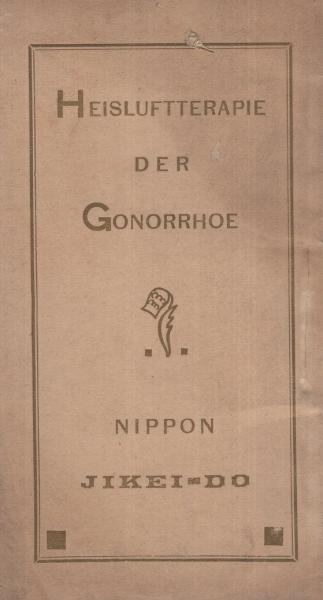 HEISLUFTTERAPIE
DER
GONORRHOE
NIPPON
JIKEI=DO